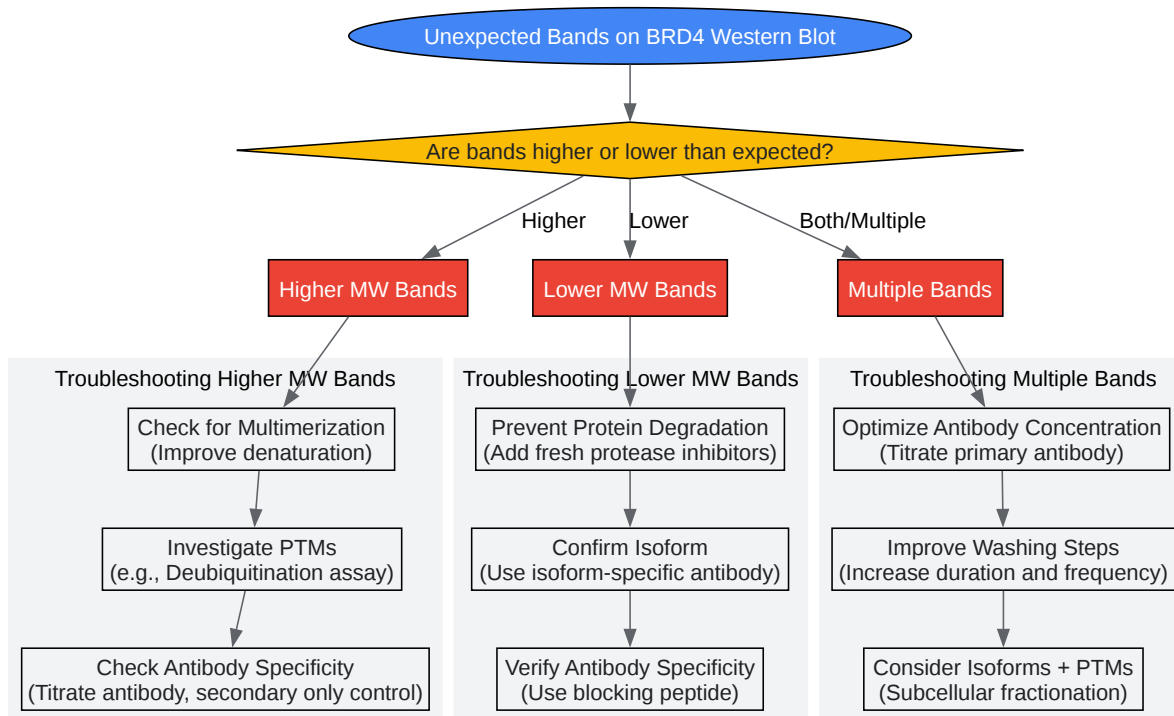 Unexpected Bands on BRD4 Western Blot
Are bands higher or lower than expected?
Higher
Lower
Both/Multiple
Higher MW Bands
Lower MW Bands
Multiple Bands
Troubleshooting Higher MW Bands
Check for Multimerization
(Improve denaturation)
Investigate PTMs
(e.g., Deubiquitination assay)
Check Antibody Specificity
(Titrate antibody, secondary only control)
Troubleshooting Lower MW Bands
Prevent Protein Degradation
(Add fresh protease inhibitors)
Confirm Isoform
(Use isoform-specific antibody)
Verify Antibody Specificity
(Use blocking peptide)
Troubleshooting Multiple Bands
Optimize Antibody Concentration
(Titrate primary antibody)
Improve Washing Steps
(Increase duration and frequency)
Consider Isoforms + PTMs
(Subcellular fractionation)